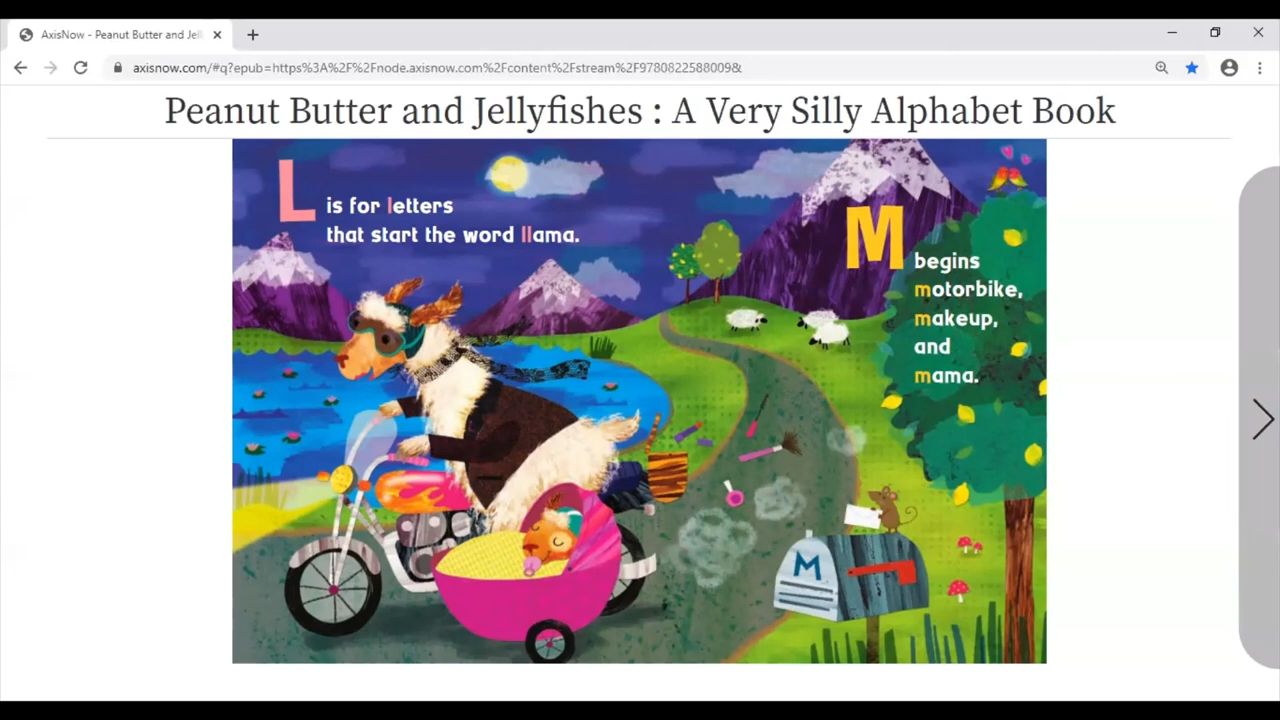 AxisNow - Peanut Butter and Jell
axisnow.com/#q?epub=https%3A%2F%2Fnode.axisnow.com%2Fcontent%2Fstream%2F9780822588009&
Peanut Butter and Jellyfishes : A Very Silly Alphabet Book
L is for letters
that start the word llama.
M
begins
motorbike,
makeup,
and
mama.
M